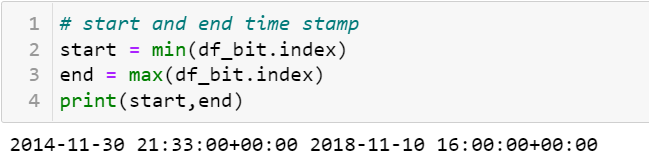 1 # start and end time stamp
2 start = min(df_bit.index)
3 end = max(df_bit.index)
4 print(start,end)
2014-11-30 21:33:00+00:00 2018-11-10 16:00:00+00:00